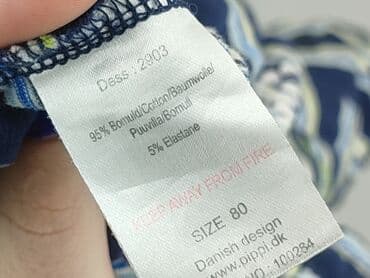 Dess.: 2903
95% Bomuld/Cotton/Baumwolle/
Puuvilla/Bomull
5% Elastane
KEEP AWAY FROM FIRE
SIZE 80
Danish design
www.pippi.dk
100284